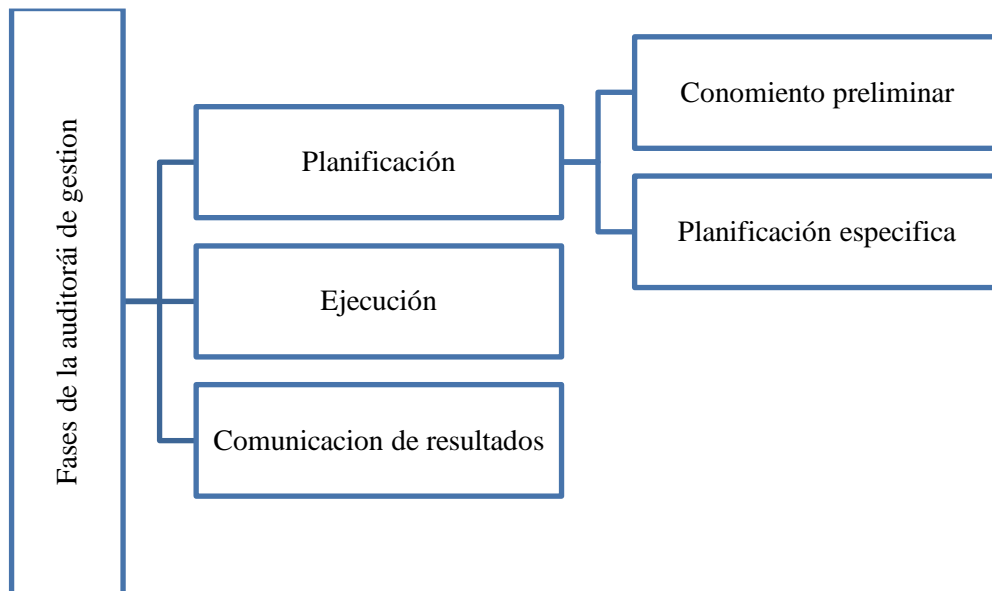 Fases de la auditorái de gestion
Planificación
Conomiento preliminar
Planificación especifica
Ejecución
Comunicacion de resultados